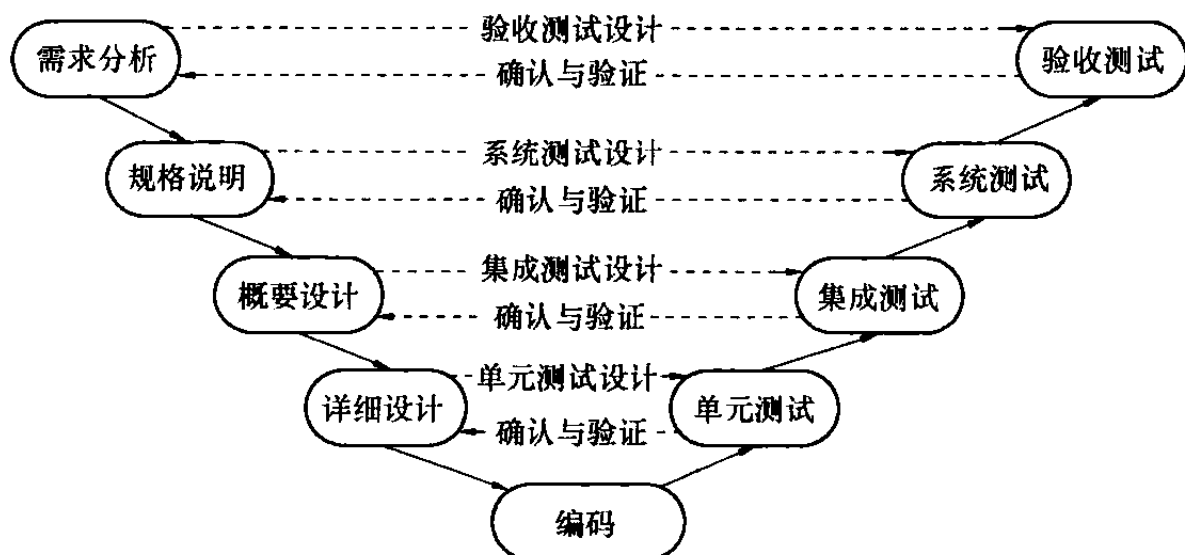 验收测试设计
需求分析
验收测试
确认与验证
系统测试设计
规格说明
系统测试
确认与验证
集成测试设计
概要设计
集成测试
确认与验证
单元测试设计
详细设计
单元测试
确认与验证
编码